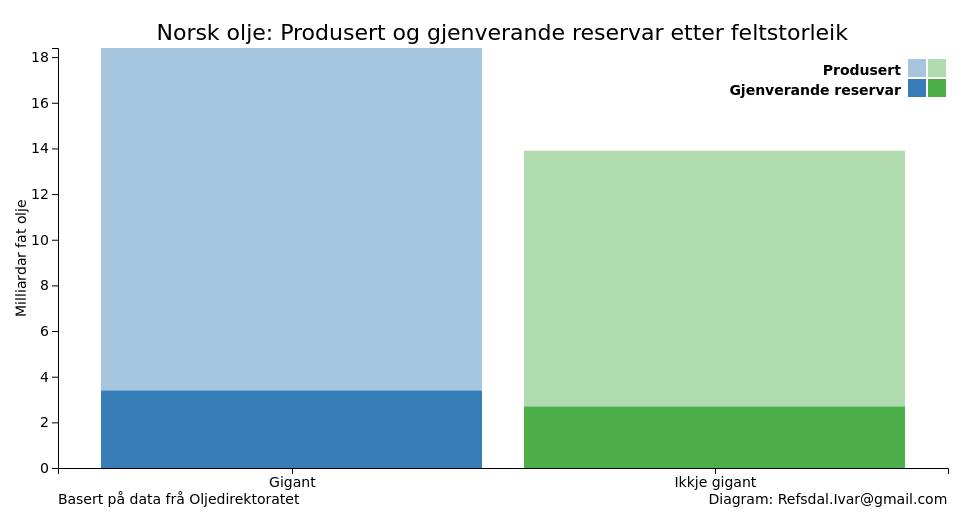 Norsk olje: Produsert og gjenverande reservar etter feltstorleik
Produsert
Gjenverande reservar
Milliardar fat olje
18
16
14
12
10
8
6
4
2
0
Gigant
Ikkje gigant
Basert på data frå Oljedirektoratet
Diagram: Refsdal.Ivar@gmail.com